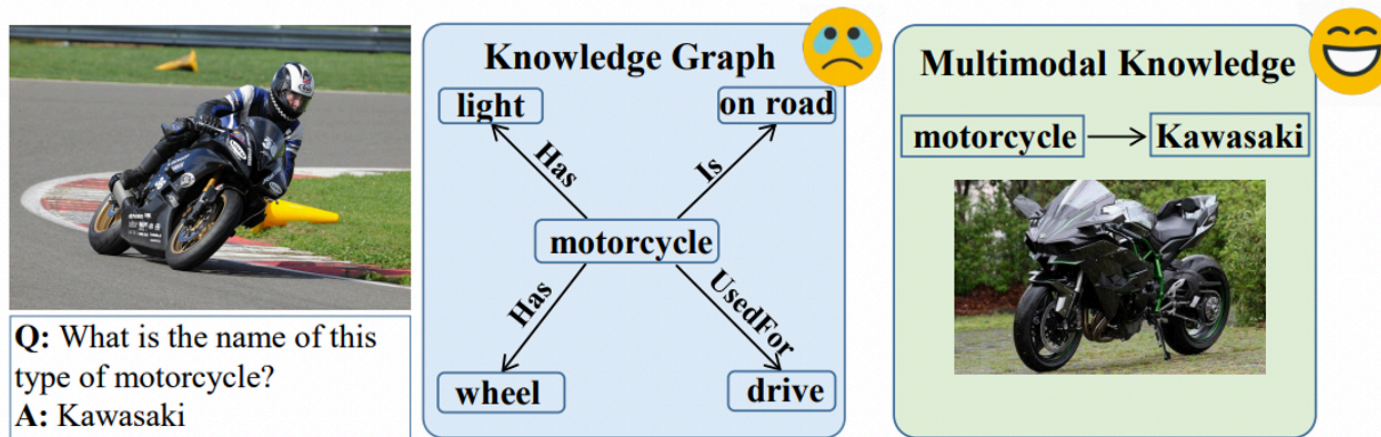 Q: What is the name of this
type of motorcycle?
A: Kawasaki
Knowledge Graph
light
on road
Has
Is
motorcycle
Has
UsedFor
wheel
drive
Multimodal Knowledge
motorcycle
Kawasaki